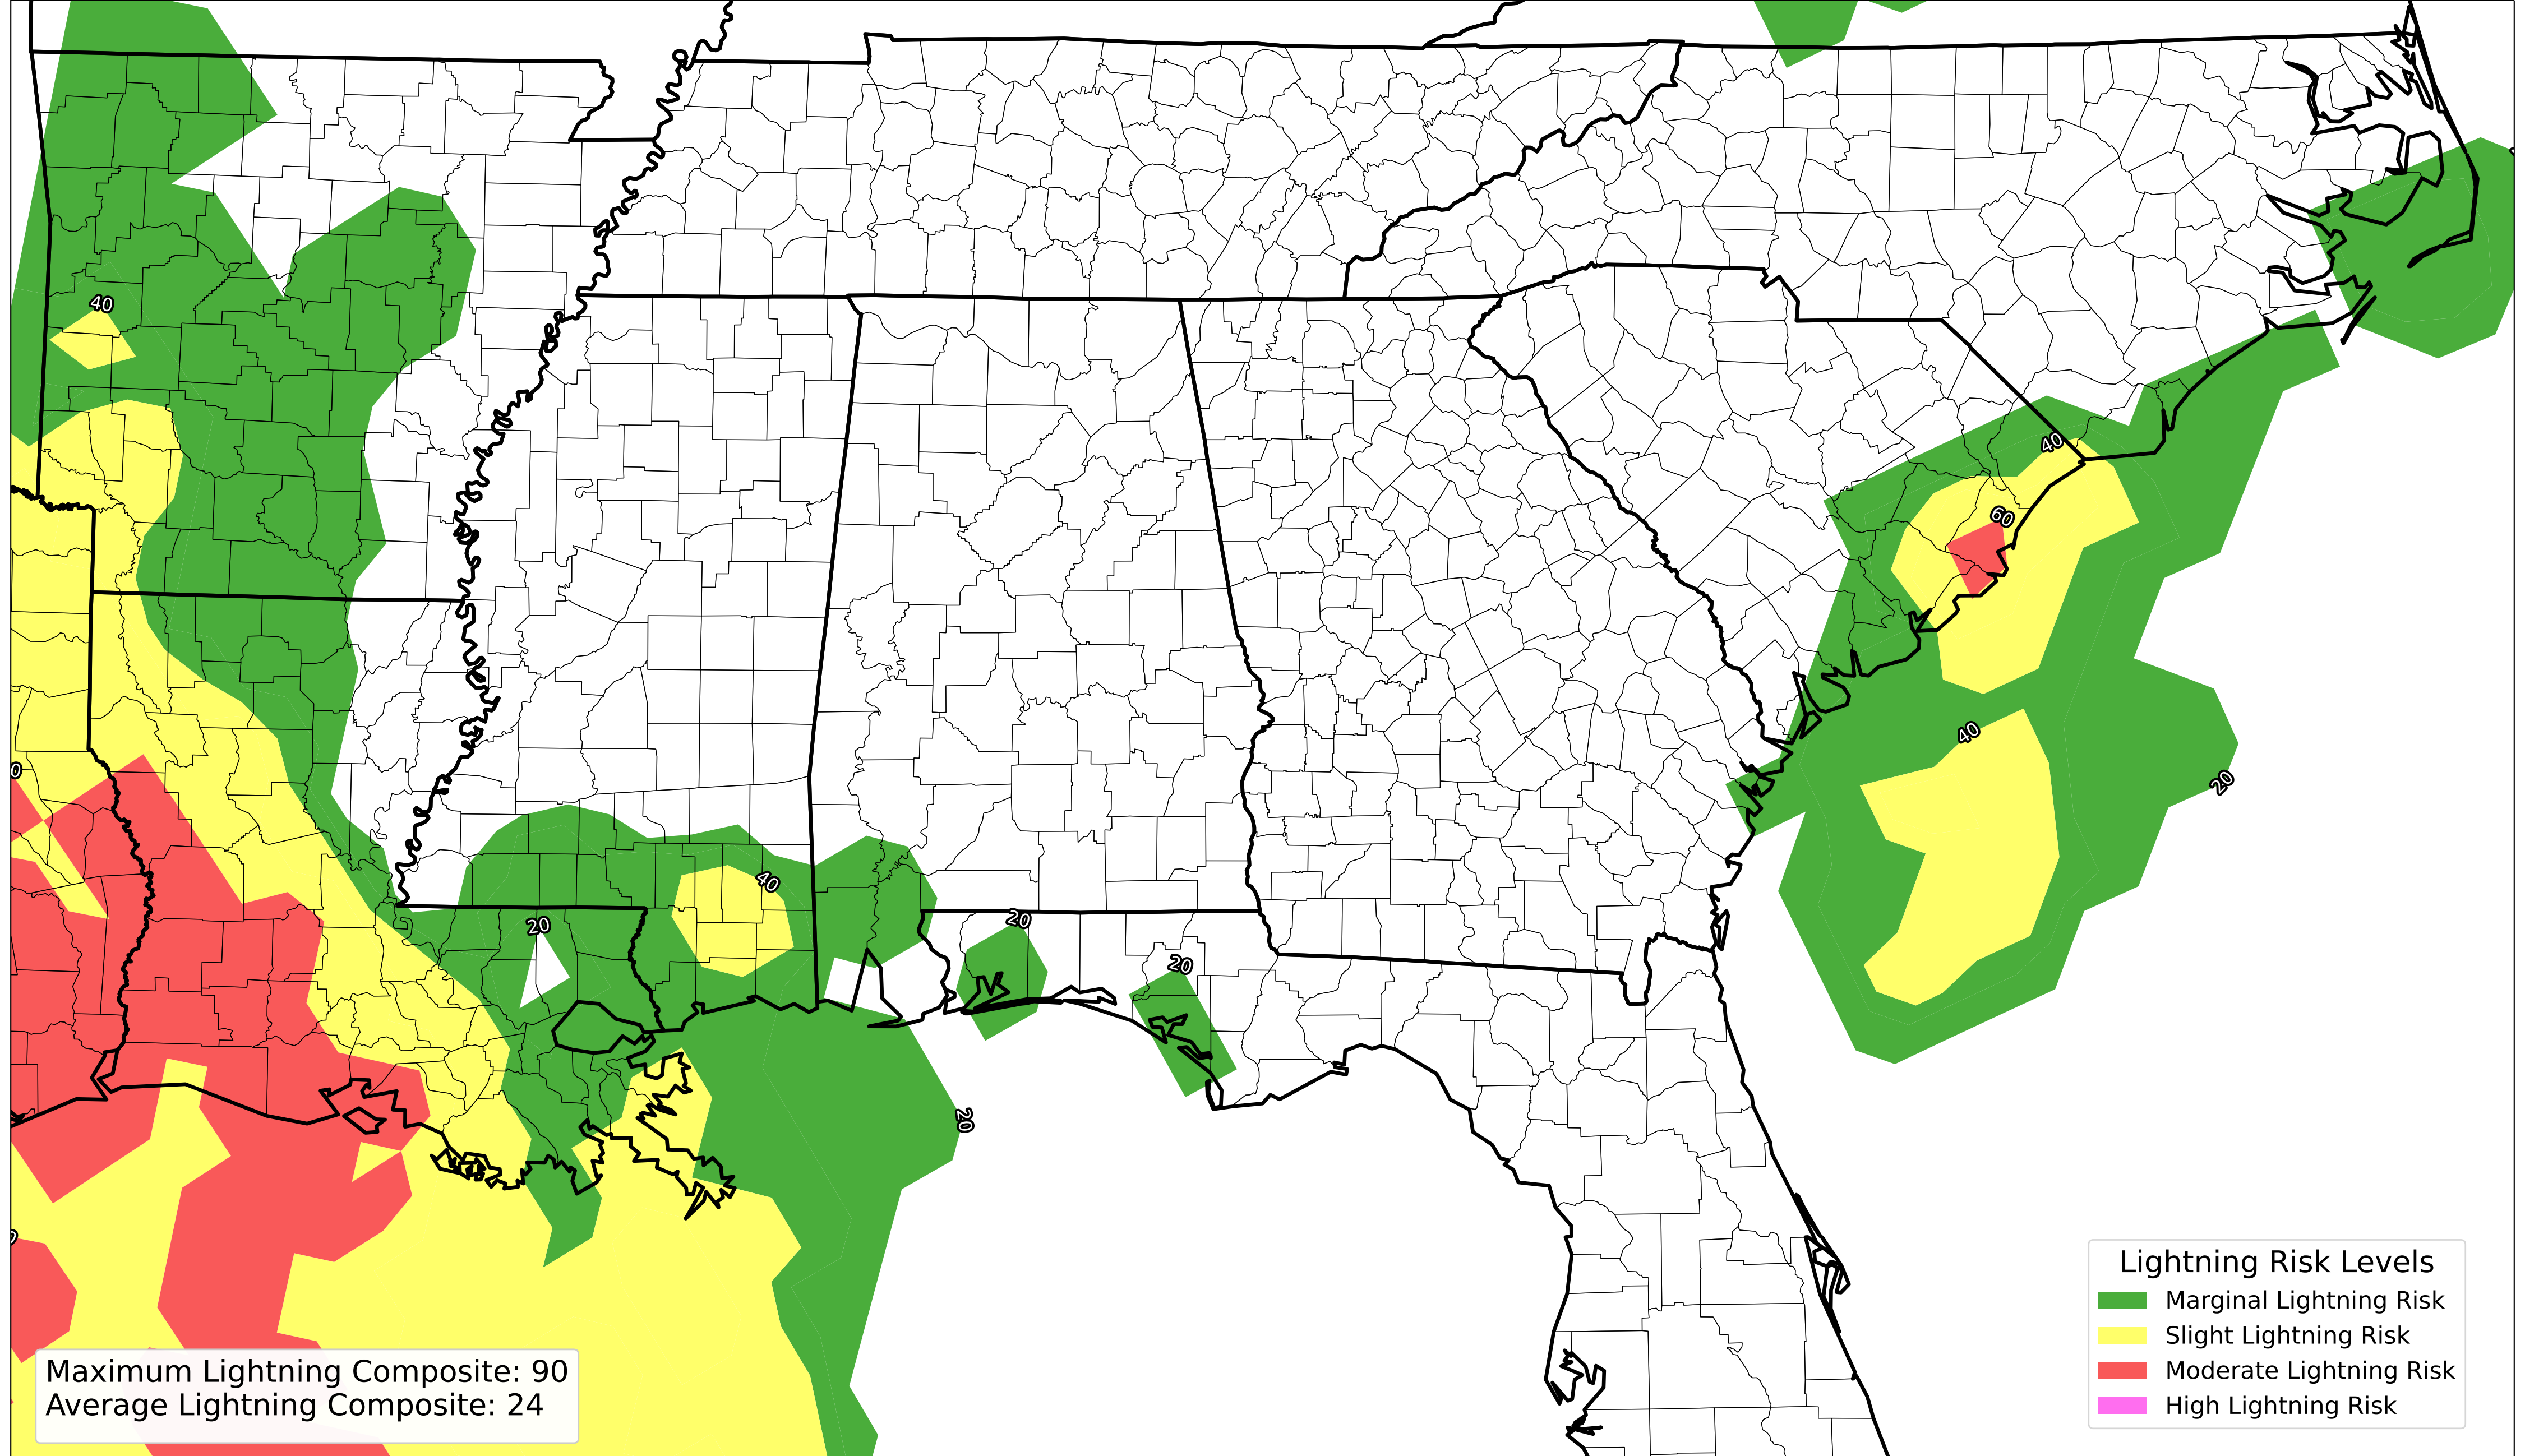 40
40
60
0
40
20
40
20
20
20
20
Lightning Risk Levels
Marginal Lightning Risk
Slight Lightning Risk
Moderate Lightning Risk
High Lightning Risk
Maximum Lightning Composite: 90
Average Lightning Composite: 24